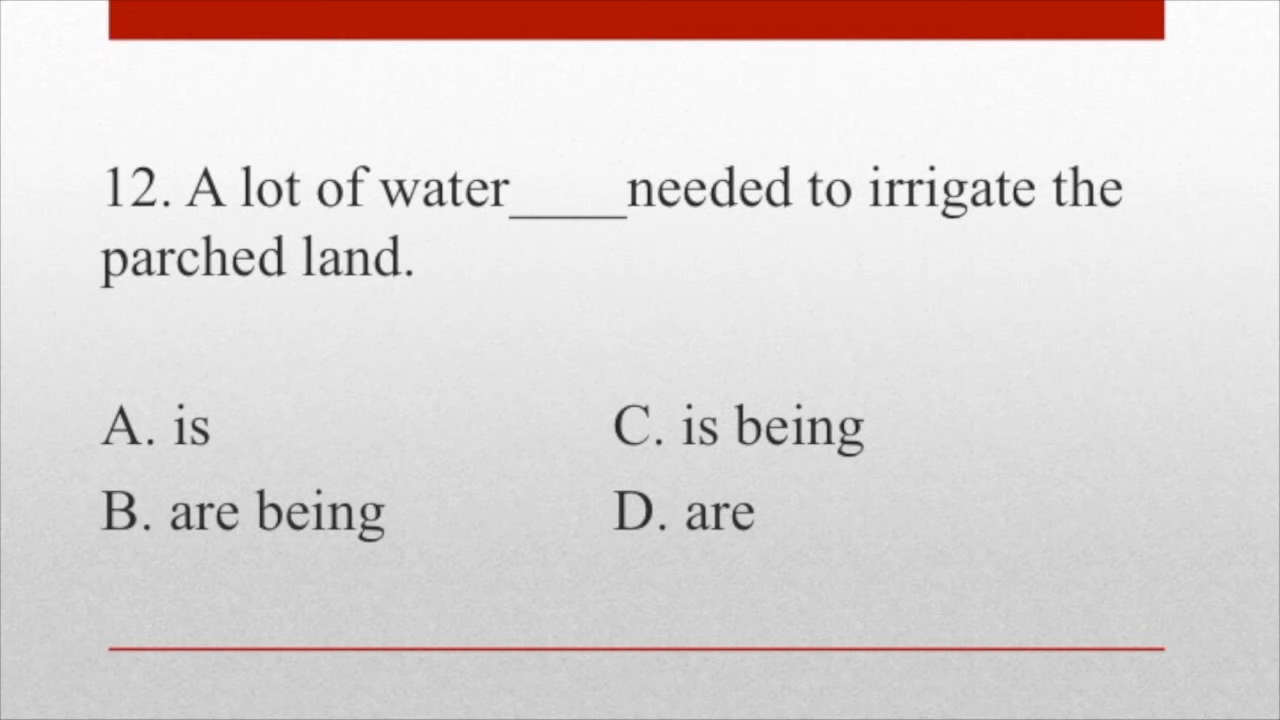 12. A lot of water____needed to irrigate the
parched land.
A. is
C. is being
B. are being
D. are